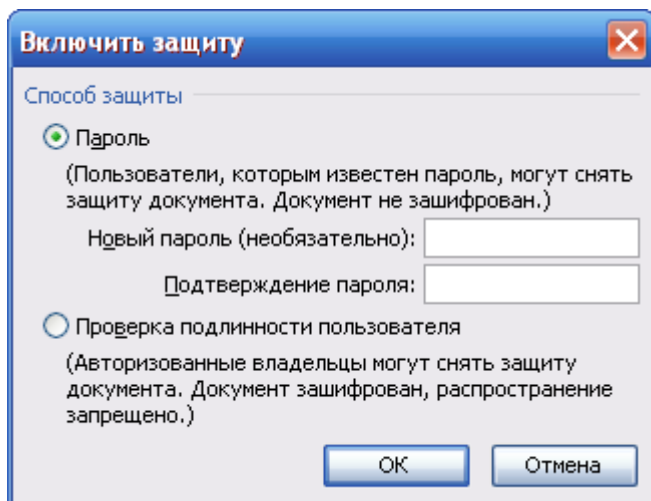 Включить защиту
Способ защиты
Пароль
(Пользователи, которым известен пароль, могут снять
защиту документа. Документ не зашифрован.)
Новый пароль (необязательно):
Подтверждение пароля:
Проверка подлинности пользователя
(Авторизованные владельцы могут снять защиту
документа. Документ зашифрован, распространение
запрещено.)
ОК Отмена